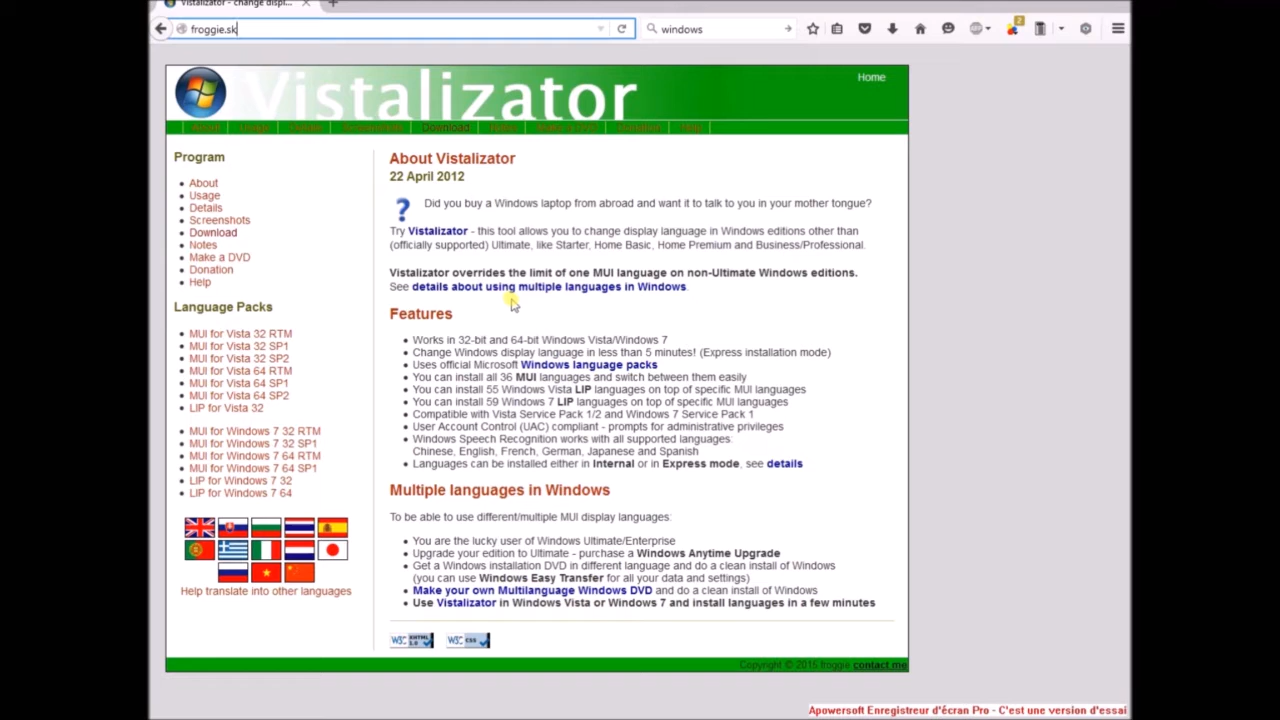 Vistalizator - change displ...
froggie.sk
windows
2
Vistalizator
Home
About
Usage
Details
Screenshots
Download
Notes
Make a DVD
Donation
Help
Program
About
Usage
Details
Screenshots
Download
Notes
Make a DVD
Donation
Help
Language Packs
MUI for Vista 32 RTM
MUI for Vista 32 SP1
MUI for Vista 32 SP2
MUI for Vista 64 RTM
MUI for Vista 64 SP1
MUI for Vista 64 SP2
LIP for Vista 32
MUI for Windows 7 32 RTM
MUI for Windows 7 32 SP1
MUI for Windows 7 64 RTM
MUI for Windows 7 64 SP1
LIP for Windows 7 32
LIP for Windows 7 64
Help translate into other languages
About Vistalizator
22 April 2012
Did you buy a Windows laptop from abroad and want it to talk to you in your mother tongue?
Try Vistalizator - this tool allows you to change display language in Windows editions other than
(officially supported) Ultimate, like Starter, Home Basic, Home Premium and Business/Professional.
Vistalizator overrides the limit of one MUI language on non-Ultimate Windows editions.
See details about using multiple languages in Windows.
Features
Works in 32-bit and 64-bit Windows Vista/Windows 7
Change Windows display language in less than 5 minutes! (Express installation mode)
Uses official Microsoft Windows language packs
You can install all 36 MUI languages and switch between them easily
You can install 55 Windows Vista LIP languages on top of specific MUI languages
You can install 59 Windows 7 LIP languages on top of specific MUI languages
Compatible with Vista Service Pack 1/2 and Windows 7 Service Pack 1
User Account Control (UAC) compliant - prompts for administrative privileges
Windows Speech Recognition works with all supported languages:
Chinese, English, French, German, Japanese and Spanish
Languages can be installed either in Internal or in Express mode, see details
Multiple languages in Windows
To be able to use different/multiple MUI display languages:
You are the lucky user of Windows Ultimate/Enterprise
Upgrade your edition to Ultimate - purchase a Windows Anytime Upgrade
Get a Windows installation DVD in different language and do a clean install of Windows
(you can use Windows Easy Transfer for all your data and settings)
Make your own Multilanguage Windows DVD and do a clean install of Windows
Use Vistalizator in Windows Vista or Windows 7 and install languages in a few minutes
W3C XHTML 1.0
W3C css
Copyright © 2015 froggie contact me
Apowersoft Enregistreur d'écran Pro - C'est une version d'essai